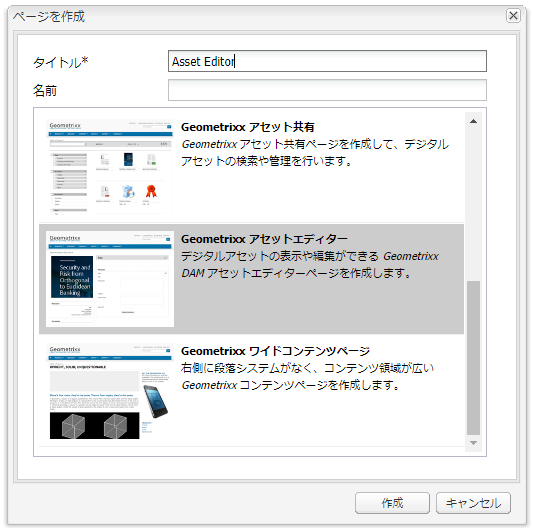 ページを作成
タイトル*
Asset Editor
名前
Geometrixx
Geometrixx アセット共有
Geometrixx アセット共有ページを作成して、デジタル
アセットの検索や管理を行います。
Geometrixx
Security and
Risk from
Orthogonal
to Euclidean
Banking
Geometrixx アセットエディター
デジタルアセットの表示や編集ができる Geometrixx
DAM アセットエディターページを作成します。
Geometrixx
Geometrixx ワイドコンテンツページ
右側に段落システムがなく、コンテンツ領域が広い
Geometrixx コンテンツページを作成します。
作成
キャンセル